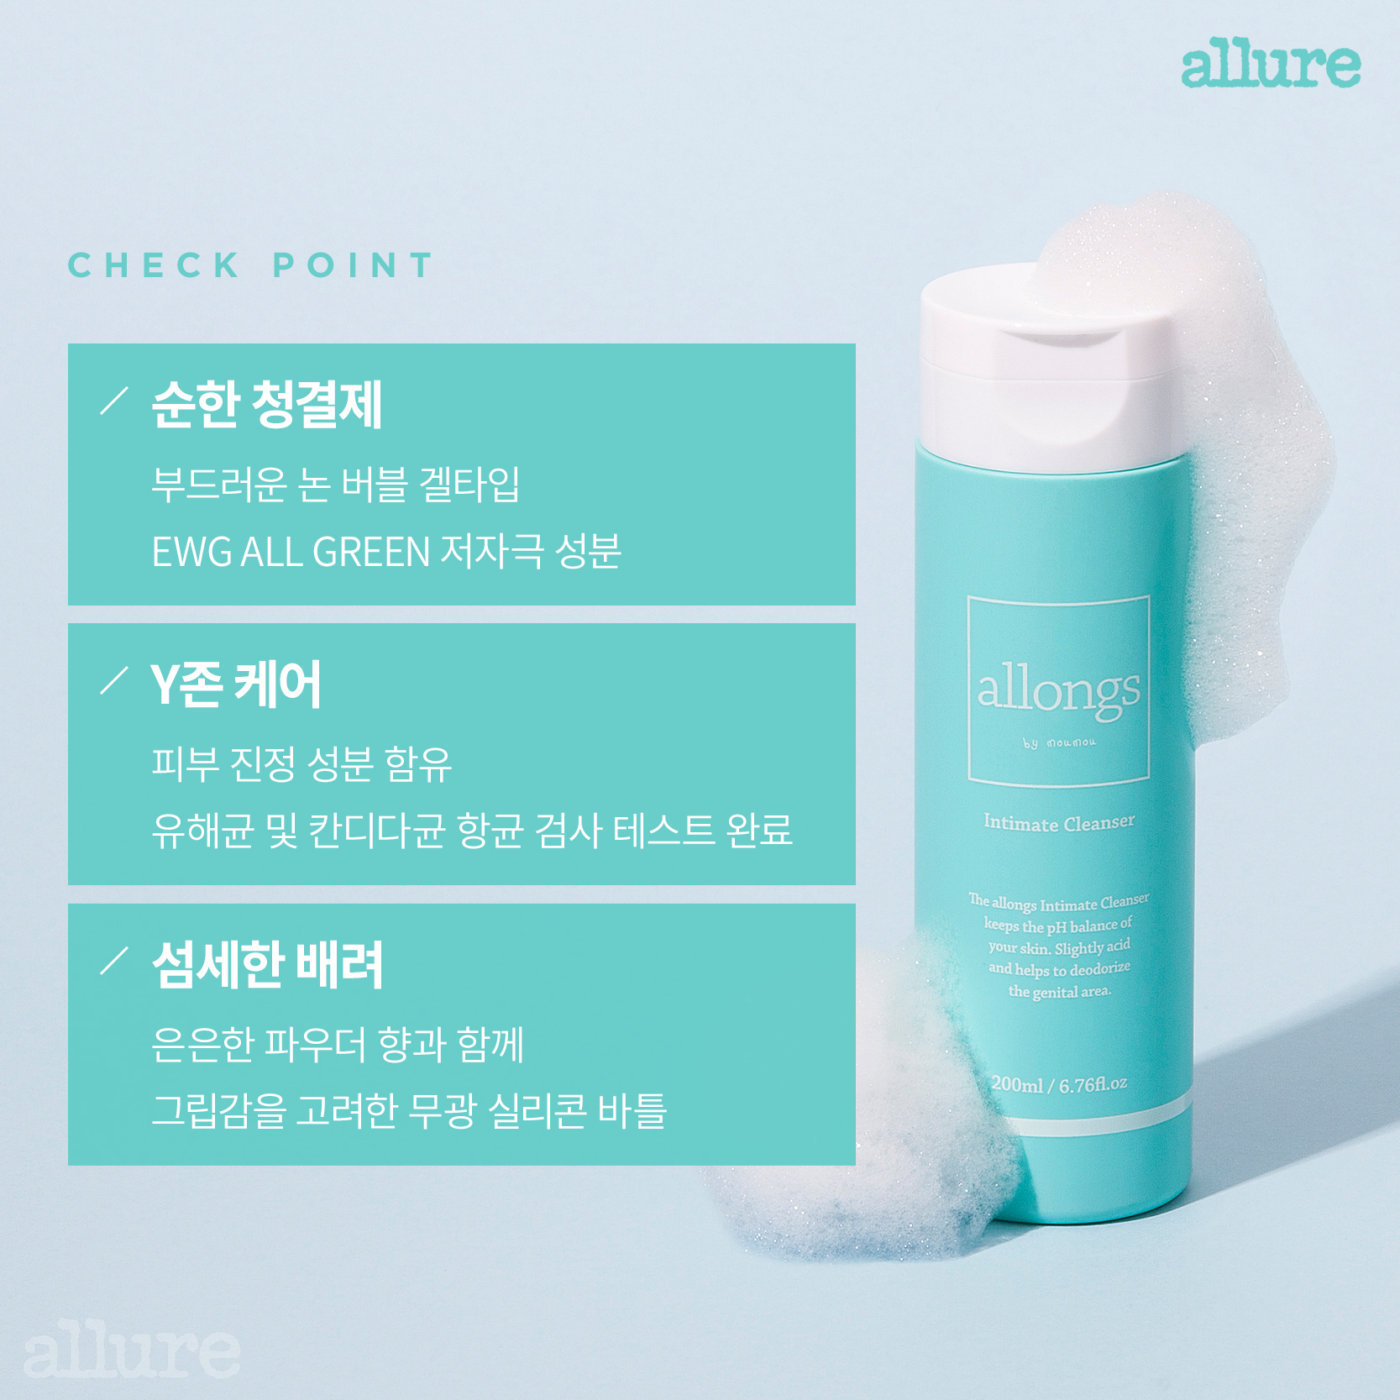 allure
CHECK POINT
순한 청결제
부드러운 논 버블 겔타입
EWG ALL GREEN 저자극 성분
Y존 케어
피부 진정 성분 함유
유해균 및 칸디다균 항균 검사 테스트 완료
섬세한 배려
은은한 파우더 향과 함께
그립감을 고려한 무광 실리콘 바틀
allongs
by moumou
Intimate Cleanser
The allongs Intimate Cleanser
keeps the pH balance of
your skin. Slightly acid
and helps to deodorize
the genital area.
200ml / 6.76fl.oz
allure